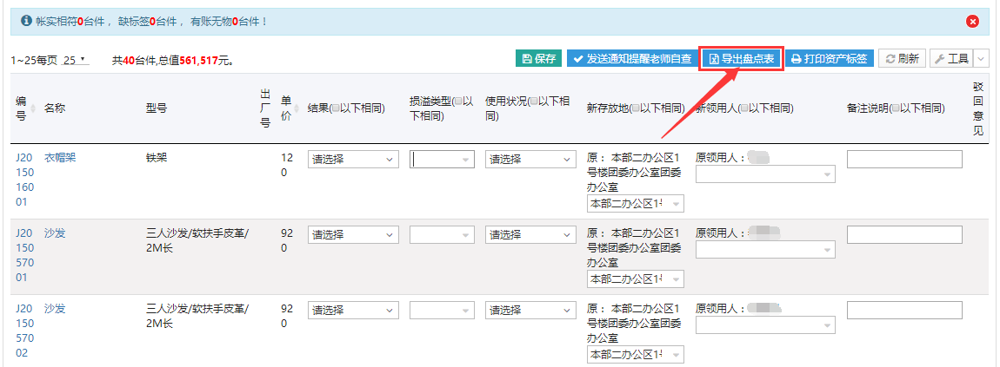 帐实相符0台件， 缺标签0台件， 有账无物0台件！
1~25每页 25 共40台件,总值561,517元。 保存 发送通知提醒老师自查 导出盘点表 打印资产标签 刷新 工具
编号 名称 型号 出厂号 单价 结果(以下相同) 损溢类型(以下相同) 使用状况(以下相同) 新存放地(以下相同) 新领用人(以下相同) 备注说明(以下相同) 驳回意见
J2015016001 衣帽架 铁架 120 请选择 请选择 原： 本部二办公区1号楼团委办公室团委办公室 本部二办公区1号 原领用人：
J20150570​01 沙发 三人沙发/软扶手皮革/2M长 920 请选择 请选择 原： 本部二办公区1号楼团委办公室团委办公室 本部二办公区1号 原领用人：
J2015057002 沙发 三人沙发/软扶手皮革/2M长 920 请选择 请选择 原： 本部二办公区1号楼团委办公室团委办公室 本部二办公区1号 原领用人：